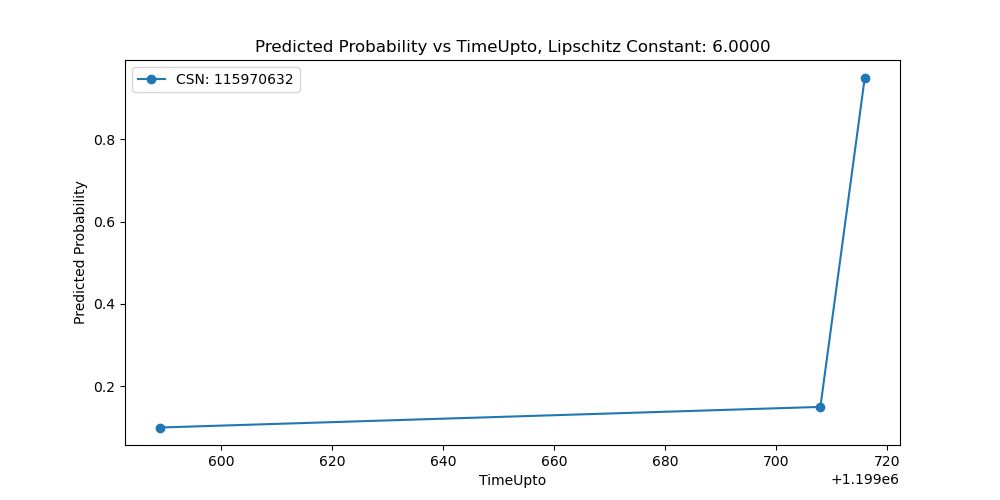 Predicted Probability vs TimeUpto, Lipschitz Constant: 6.0000
CSN: 115970632
Predicted Probability
0.8
0.6
0.4
0.2
600 620 640 660 680 700 720
TimeUpto
+1.199e6